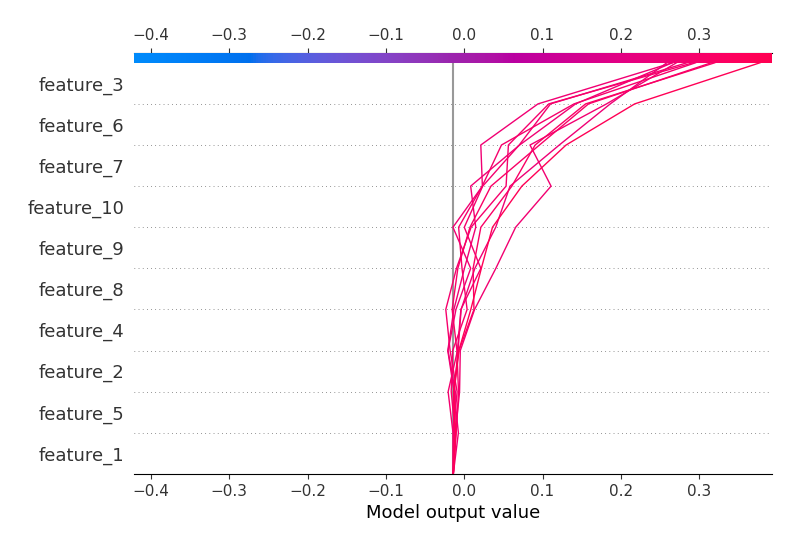 −0.4 −0.3 −0.2 −0.1 0.0 0.1 0.2 0.3
feature_3
feature_6
feature_7
feature_10
feature_9
feature_8
feature_4
feature_2
feature_5
feature_1
−0.4 −0.3 −0.2 −0.1 0.0 0.1 0.2 0.3
Model output value